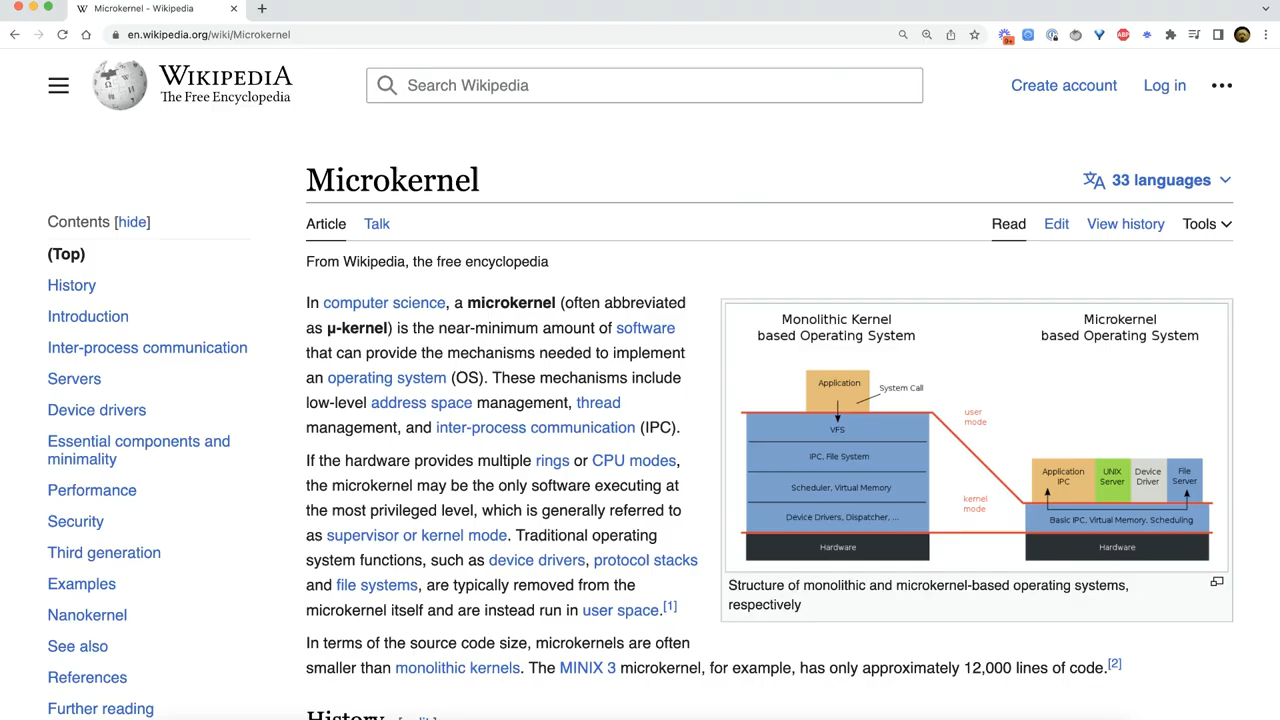 Microkernel - Wikipedia
en.wikipedia.org/wiki/Microkernel
9+
ABP
WIKIPEDIA
The Free Encyclopedia
Search Wikipedia
Create account
Log in
Microkernel
33 languages
Contents [hide]
(Top)
History
Introduction
Inter-process communication
Servers
Device drivers
Essential components and
minimality
Performance
Security
Third generation
Examples
Nanokernel
See also
References
Further reading
Article
Talk
Read
Edit
View history
Tools
From Wikipedia, the free encyclopedia
In computer science, a microkernel (often abbreviated
as μ-kernel) is the near-minimum amount of software
that can provide the mechanisms needed to implement
an operating system (OS). These mechanisms include
low-level address space management, thread
management, and inter-process communication (IPC).
If the hardware provides multiple rings or CPU modes,
the microkernel may be the only software executing at
the most privileged level, which is generally referred to
as supervisor or kernel mode. Traditional operating
system functions, such as device drivers, protocol stacks
and file systems, are typically removed from the
microkernel itself and are instead run in user space.[1]
In terms of the source code size, microkernels are often
smaller than monolithic kernels. The MINIX 3 microkernel, for example, has only approximately 12,000 lines of code.[2]
Monolithic Kernel
based Operating System
Application
System Call
VFS
IPC, File System
Scheduler, Virtual Memory
Device Drivers, Dispatcher, ...
Hardware
user
mode
kernel
mode
Microkernel
based Operating System
Application
IPC
UNIX
Server
Device
Driver
File
Server
Basic IPC, Virtual Memory, Scheduling
Hardware
Structure of monolithic and microkernel-based operating systems,
respectively
History [edit]